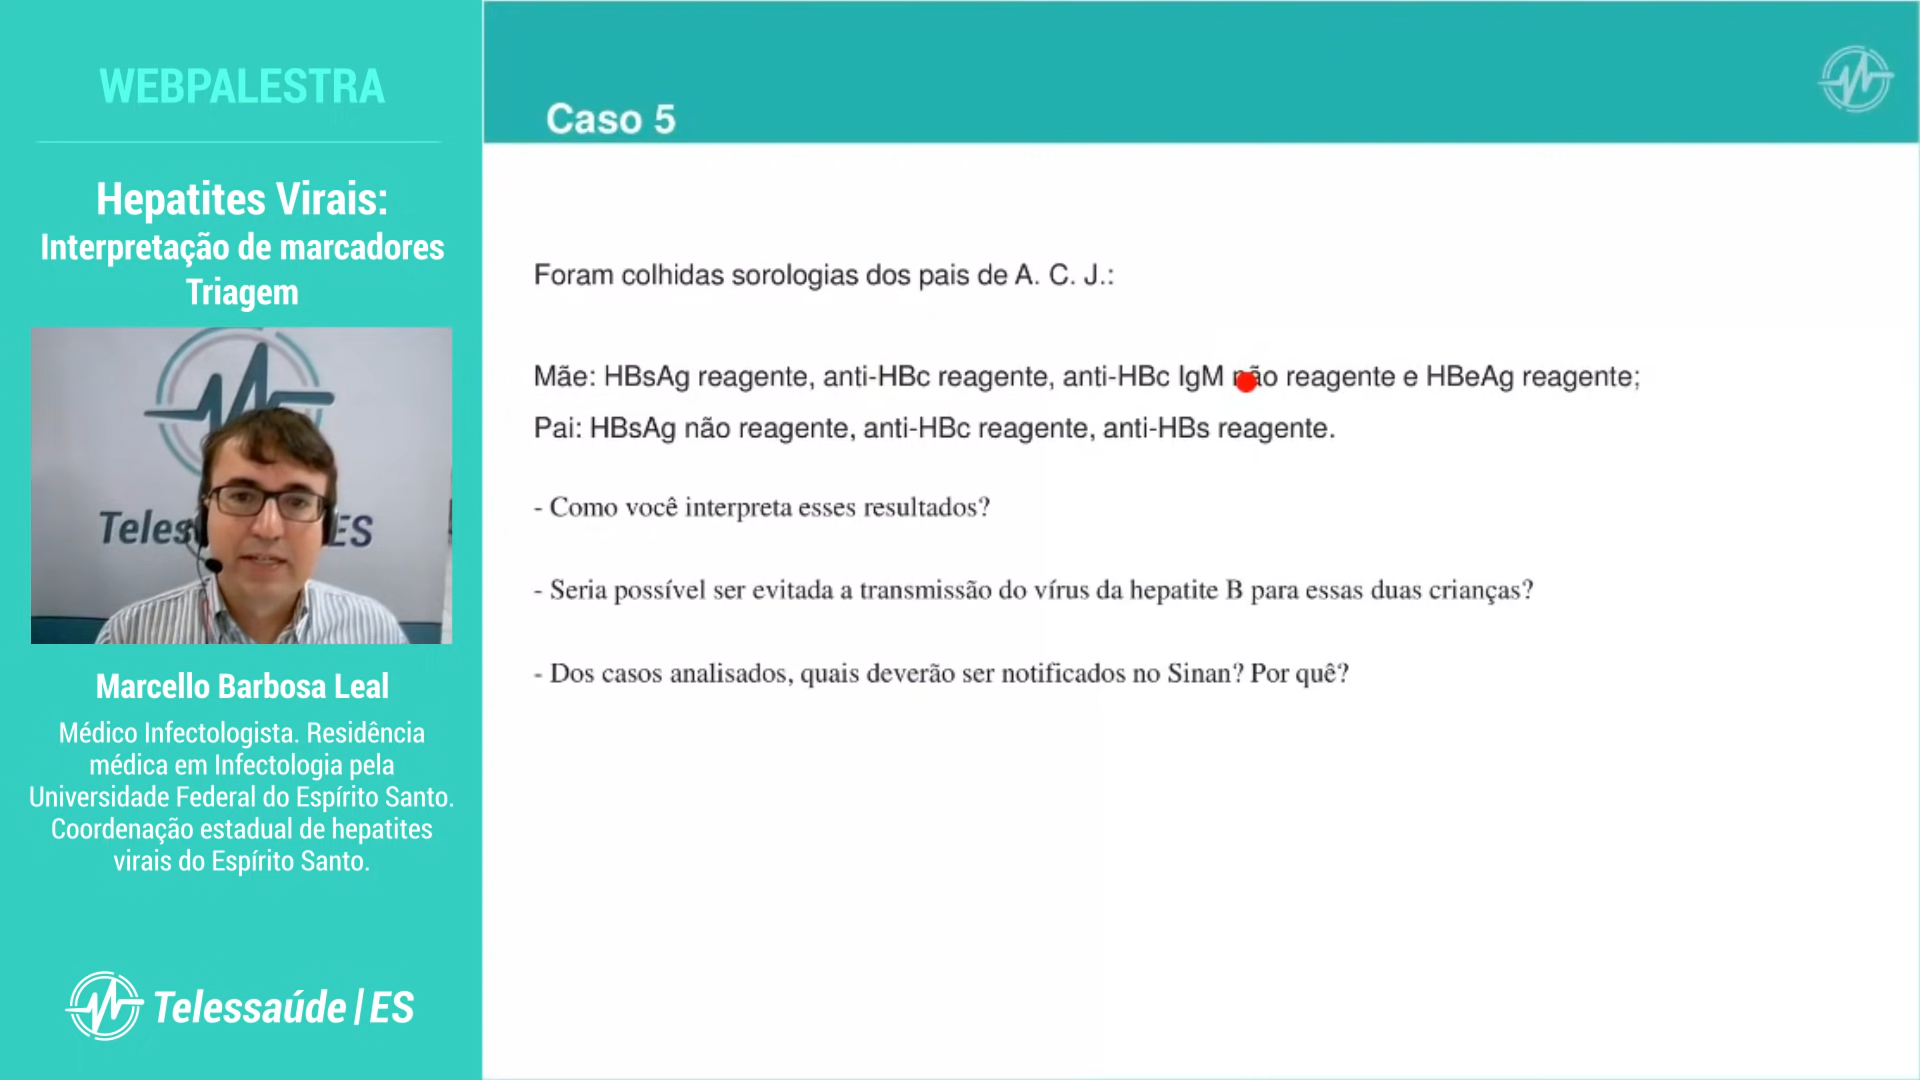 WEBPALESTRA
Hepatites Virais:
Interpretação de marcadores
Triagem
Marcello Barbosa Leal
Médico Infectologista. Residência
médica em Infectologia pela
Universidade Federal do Espírito Santo.
Coordenação estadual de hepatites
virais do Espírito Santo.
Telessaúde|ES
Caso 5
Foram colhidas sorologias dos pais de A. C. J.:
Mãe: HBsAg reagente, anti-HBc reagente, anti-HBc IgM não reagente e HBeAg reagente;
Pai: HBsAg não reagente, anti-HBc reagente, anti-HBs reagente.
- Como você interpreta esses resultados?
- Seria possível ser evitada a transmissão do vírus da hepatite B para essas duas crianças?
- Dos casos analisados, quais deverão ser notificados no Sinan? Por quê?